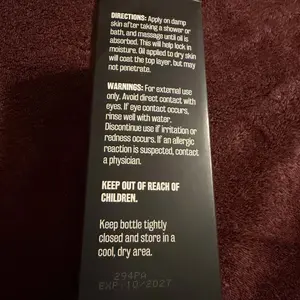 DIRECTIONS: Apply on damp
skin after taking a shower or
bath, and massage until oil is
absorbed. This will help lock in
moisture. Oil applied to dry skin
will coat the top layer, but may
not penetrate.
WARNINGS: For external use
only. Avoid direct contact with
eyes. If eye contact occurs,
rinse well with water.
Discontinue use if irritation or
redness occurs. If an allergic
reaction is suspected, contact
a physician.
KEEP OUT OF REACH OF
CHILDREN.
Keep bottle tightly
closed and store in a
cool, dry area.
294PA
EXP:10/2027